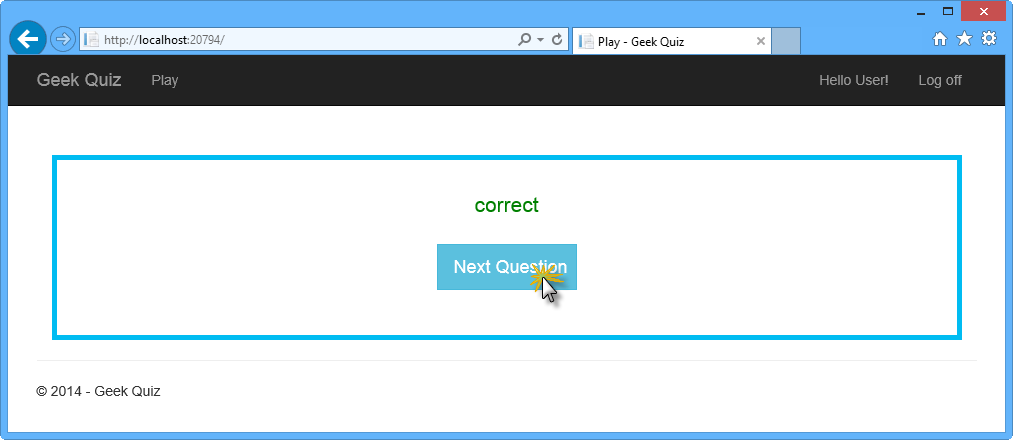 http://localhost:20794/
Play - Geek Quiz
Geek Quiz Play Hello User! Log off
correct
Next Question
© 2014 - Geek Quiz